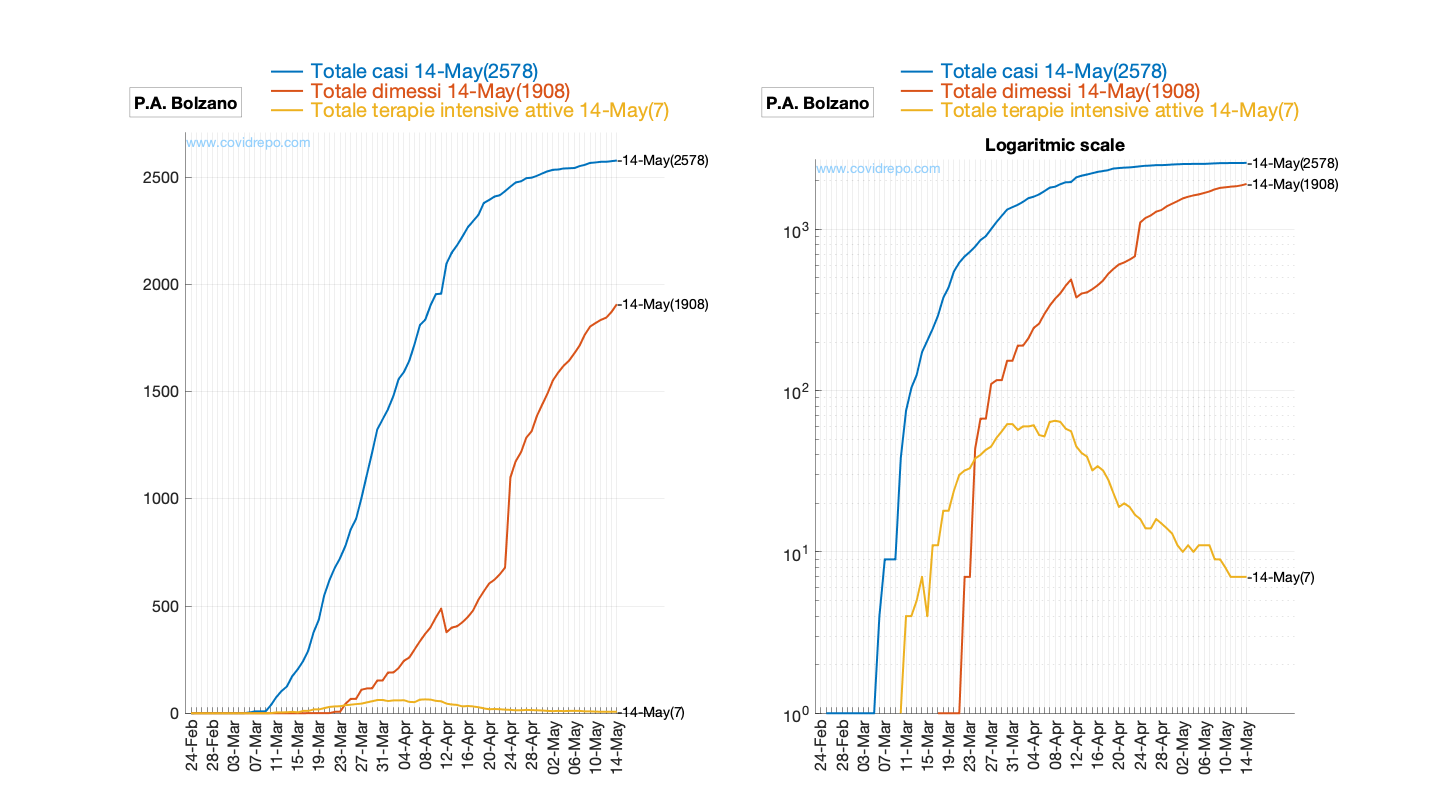 Totale casi 14-May(2578)
Totale dimessi 14-May(1908)
Totale terapie intensive attive 14-May(7)
P.A. Bolzano
www.covidrepo.com
-14-May(2578)
-14-May(1908)
-14-May(7)
2500
2000
1500
1000
500
0
24-Feb
28-Feb
03-Mar
07-Mar
11-Mar
15-Mar
19-Mar
23-Mar
27-Mar
31-Mar
04-Apr
08-Apr
12-Apr
16-Apr
20-Apr
24-Apr
28-Apr
02-May
06-May
10-May
14-May
Totale casi 14-May(2578)
Totale dimessi 14-May(1908)
Totale terapie intensive attive 14-May(7)
P.A. Bolzano
Logaritmic scale
www.covidrepo.com
-14-May(2578)
-14-May(1908)
-14-May(7)
10^3
10^2
10^1
10^0
24-Feb
28-Feb
03-Mar
07-Mar
11-Mar
15-Mar
19-Mar
23-Mar
27-Mar
31-Mar
04-Apr
08-Apr
12-Apr
16-Apr
20-Apr
24-Apr
28-Apr
02-May
06-May
10-May
14-May